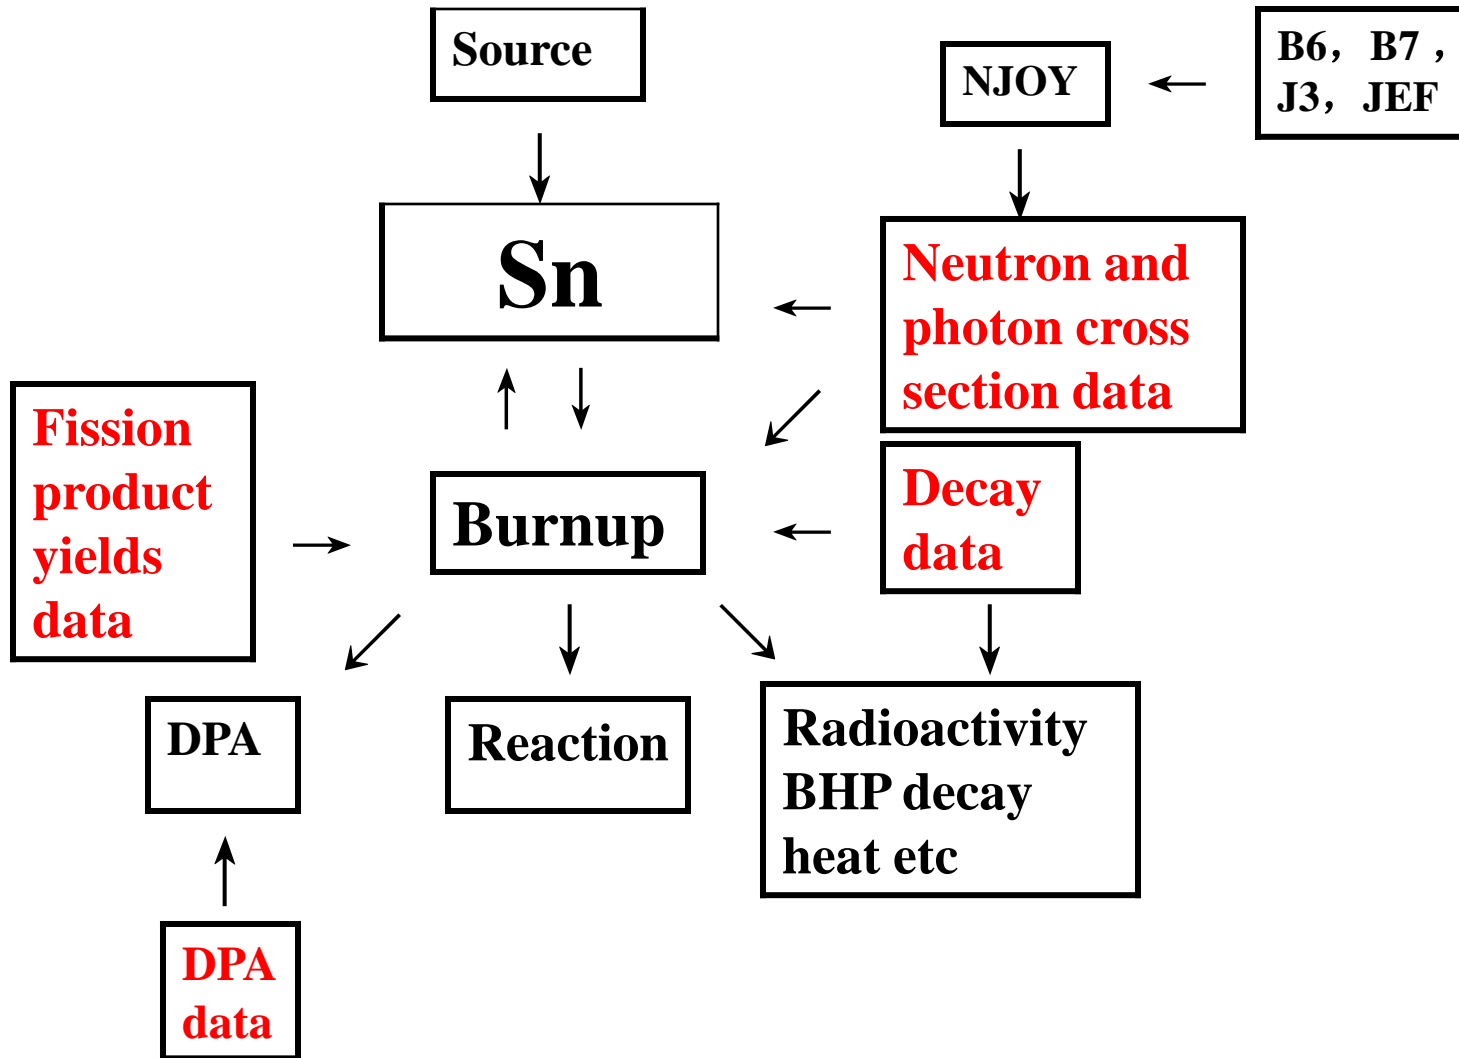 Source
NJOY
B6，B7，
J3，JEF
Sn
Neutron and
photon cross
section data
Fission
product
yields
data
Burnup
Decay
data
DPA
Reaction
Radioactivity
BHP decay
heat etc
DPA
data